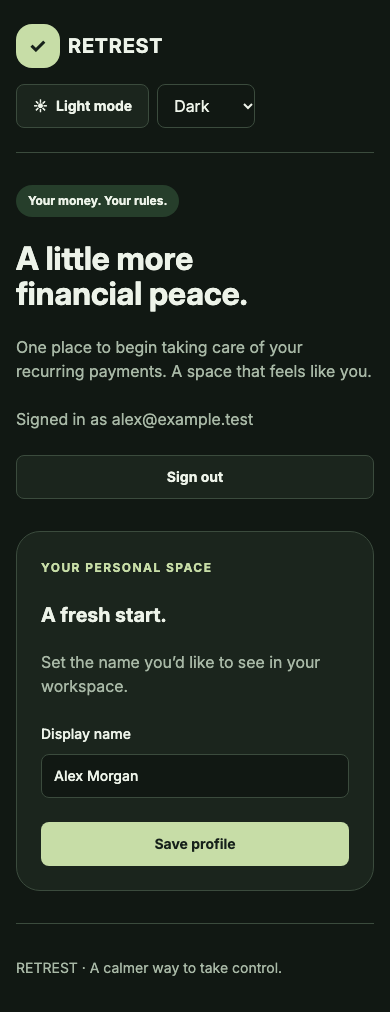 RETREST
Light mode
Dark
Your money. Your rules.
A little more
financial peace.
One place to begin taking care of your
recurring payments. A space that feels like you.
Signed in as alex@example.test
Sign out
YOUR PERSONAL SPACE
A fresh start.
Set the name you’d like to see in your
workspace.
Display name
Alex Morgan
Save profile
RETREST · A calmer way to take control.